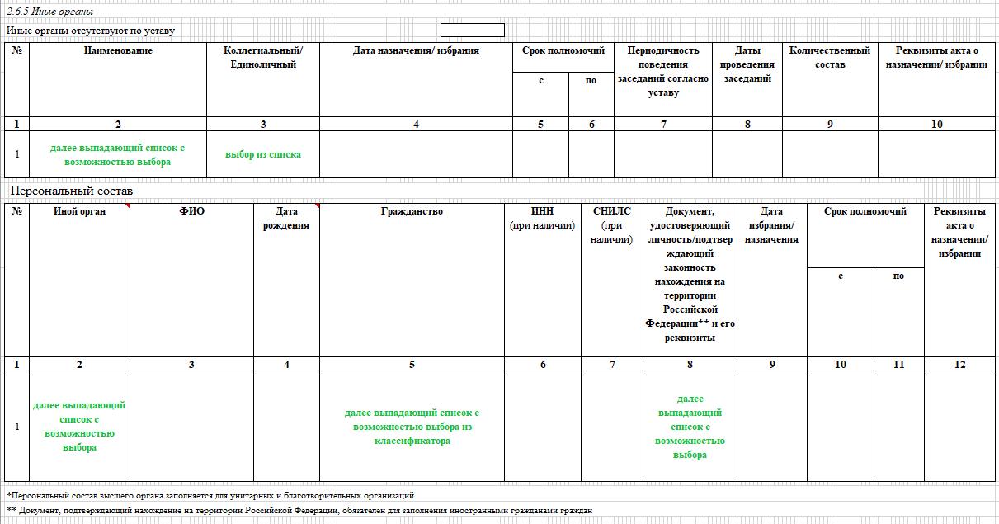 2.6.5 Иные органы
Иные органы отсутствуют по уставу
№
Наименование
Коллегиальный/
Единоличный
Дата назначения/ избрания
Срок полномочий
с
по
Периодичность
поведения
заседаний согласно
уставу
Даты
проведения
заседаний
Количественный
состав
Реквизиты акта о
назначении/ избрании
1 2 3 4 5 6 7 8 9 10
1
далее выпадающий список с
возможностью выбора
выбор из списка
Персональный состав
№
Иной орган
ФИО
Дата
рождения
Гражданство
ИНН
(при наличии)
СНИЛС
(при
наличии)
Документ,
удостоверяющий
личность/подтвер
ждающий
законность
нахождения на
территории
Российской
Федерации** и его
реквизиты
Дата
избрания/
назначения
Срок полномочий
с
по
Реквизиты
акта о
назначении/
избрании
1 2 3 4 5 6 7 8 9 10 11 12
1
далее выпадающий
список с
возможностью
выбора
далее выпадающий список с
возможностью выбора из
классификатора
далее
выпадающий
список с
возможностью
выбора
*Персональный состав высшего органа заполняется для унитарных и благотворительных организаций
** Документ, подтверждающий нахождение на территории Российской Федерации, обязателен для заполнения иностранными гражданами граждан